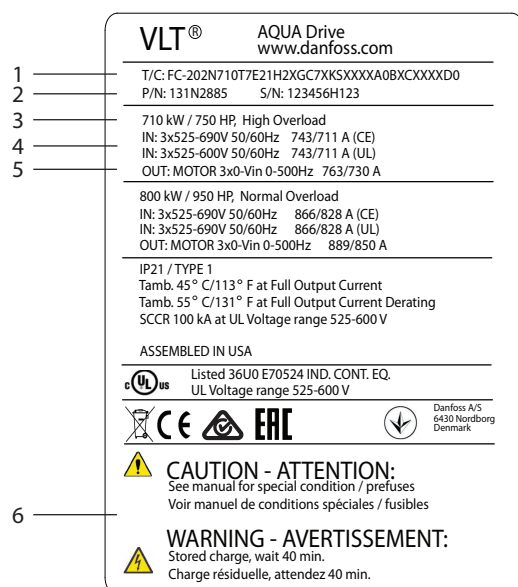 VLT® AQUA Drive
www.danfoss.com
1 T/C: FC-202N710T7E21H2XGC7XKSXXXXA0BXCXXXXD0
2 P/N: 131N2885 S/N: 123456H123
3 710 kW / 750 HP, High Overload
4 IN: 3x525-690V 50/60Hz 743/711 A (CE)
IN: 3x525-600V 50/60Hz 743/711 A (UL)
5 OUT: MOTOR 3x0-Vin 0-500Hz 763/730 A
800 kW / 950 HP, Normal Overload
IN: 3x525-690V 50/60Hz 866/828 A (CE)
IN: 3x525-690V 50/60Hz 866/828 A (UL)
OUT: MOTOR 3x0-Vin 0-500Hz 889/850 A
IP21 / TYPE 1
Tamb. 45° C/113° F at Full Output Current
Tamb. 55° C/131° F at Full Output Current Derating
SCCR 100 kA at UL Voltage range 525-600 V
ASSEMBLED IN USA
c UL us Listed 36U0 E70524 IND. CONT. EQ.
UL Voltage range 525-600 V
CE EAC
Danfoss A/S
6430 Nordborg
Denmark
CAUTION - ATTENTION:
See manual for special condition / prefuses
Voir manuel de conditions spéciales / fusibles
6
WARNING - AVERTISSEMENT:
Stored charge, wait 40 min.
Charge résiduelle, attendez 40 min.